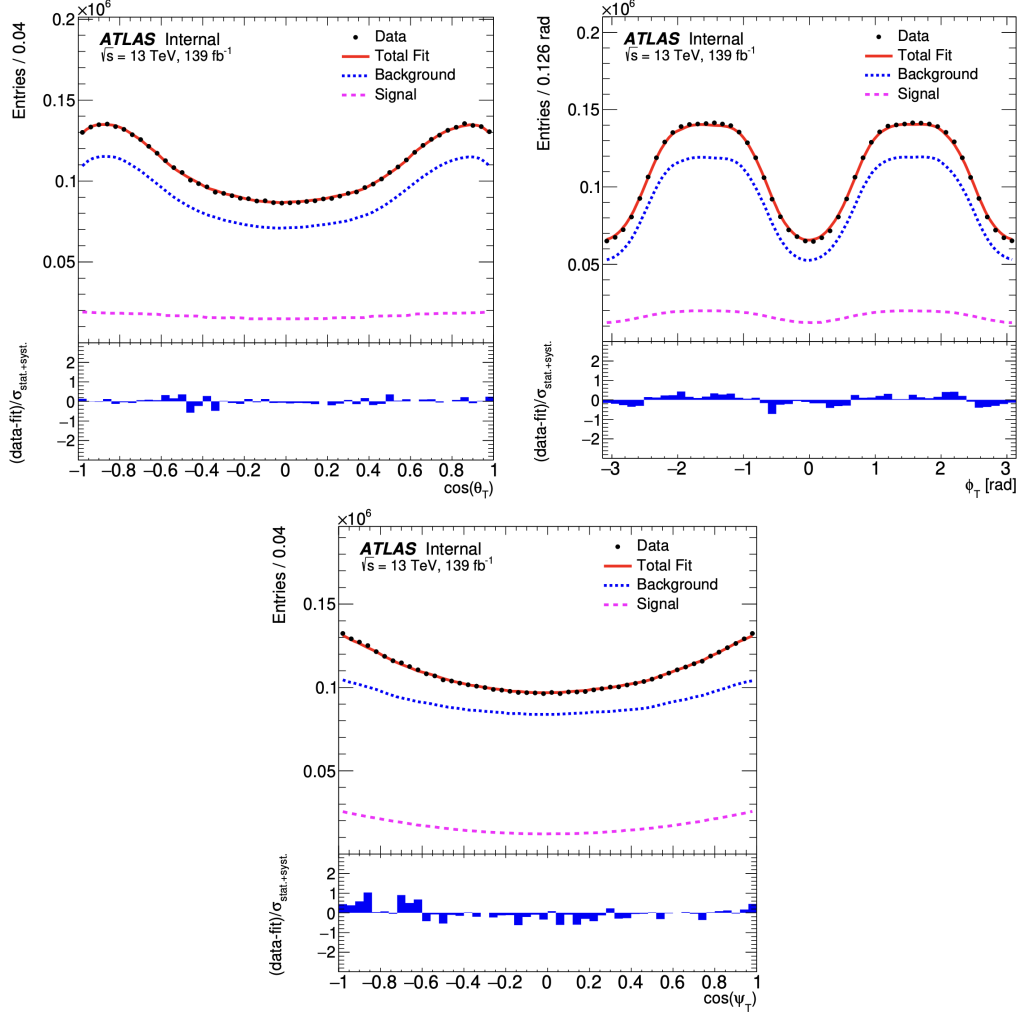 ×10⁶
Entries / 0.04
0.2
0.15
0.1
0.05
ATLAS Internal
√s = 13 TeV, 139 fb⁻¹
Data
Total Fit
Background
Signal
(data-fit)/σstat.+syst.
2
1
0
−1
−2
−1 −0.8 −0.6 −0.4 −0.2 0 0.2 0.4 0.6 0.8 1
cos(θT)
×10⁶
Entries / 0.126 rad
0.2
0.15
0.1
0.05
ATLAS Internal
√s = 13 TeV, 139 fb⁻¹
Data
Total Fit
Background
Signal
(data-fit)/σstat.+syst.
2
1
0
−1
−2
−3 −2 −1 0 1 2 3
ϕT [rad]
×10⁶
Entries / 0.04
0.15
0.1
0.05
ATLAS Internal
√s = 13 TeV, 139 fb⁻¹
Data
Total Fit
Background
Signal
(data-fit)/σstat.+syst.
2
1
0
−1
−2
−1 −0.8 −0.6 −0.4 −0.2 0 0.2 0.4 0.6 0.8 1
cos(ψT)